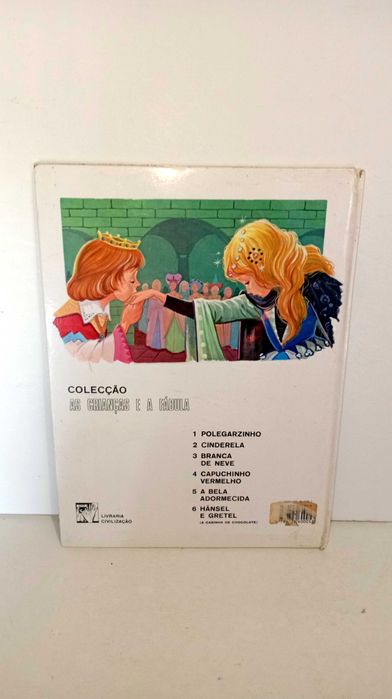 COLECÇÃO
AS CRIANÇAS E A FÁBULA
1 POLEGARZINHO
2 CINDERELA
3 BRANCA
DE NEVE
4 CAPUCHINHO
VERMELHO
5 A BELA
ADORMECIDA
6 HÄNSEL
E GRETEL
(A CASINHA DE CHOCOLATE)
LIVRARIA
CIVILIZAÇÃO